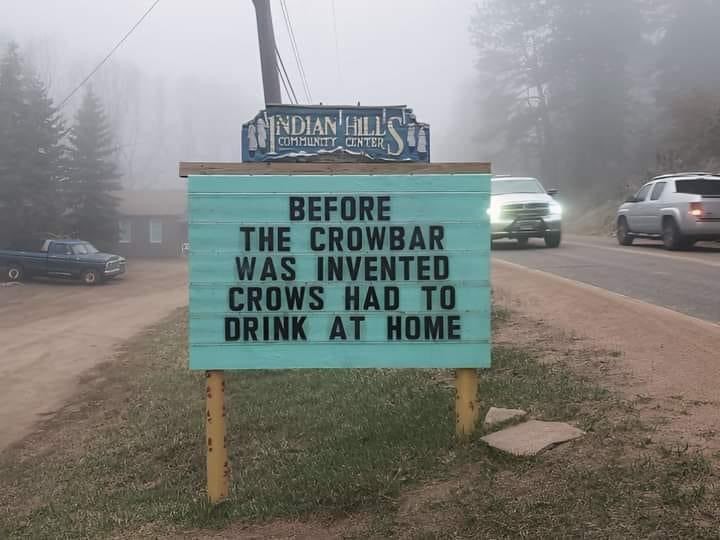 INDIAN HILLS
COMMUNITY CENTER
BEFORE
THE CROWBAR
WAS INVENTED
CROWS HAD TO
DRINK AT HOME